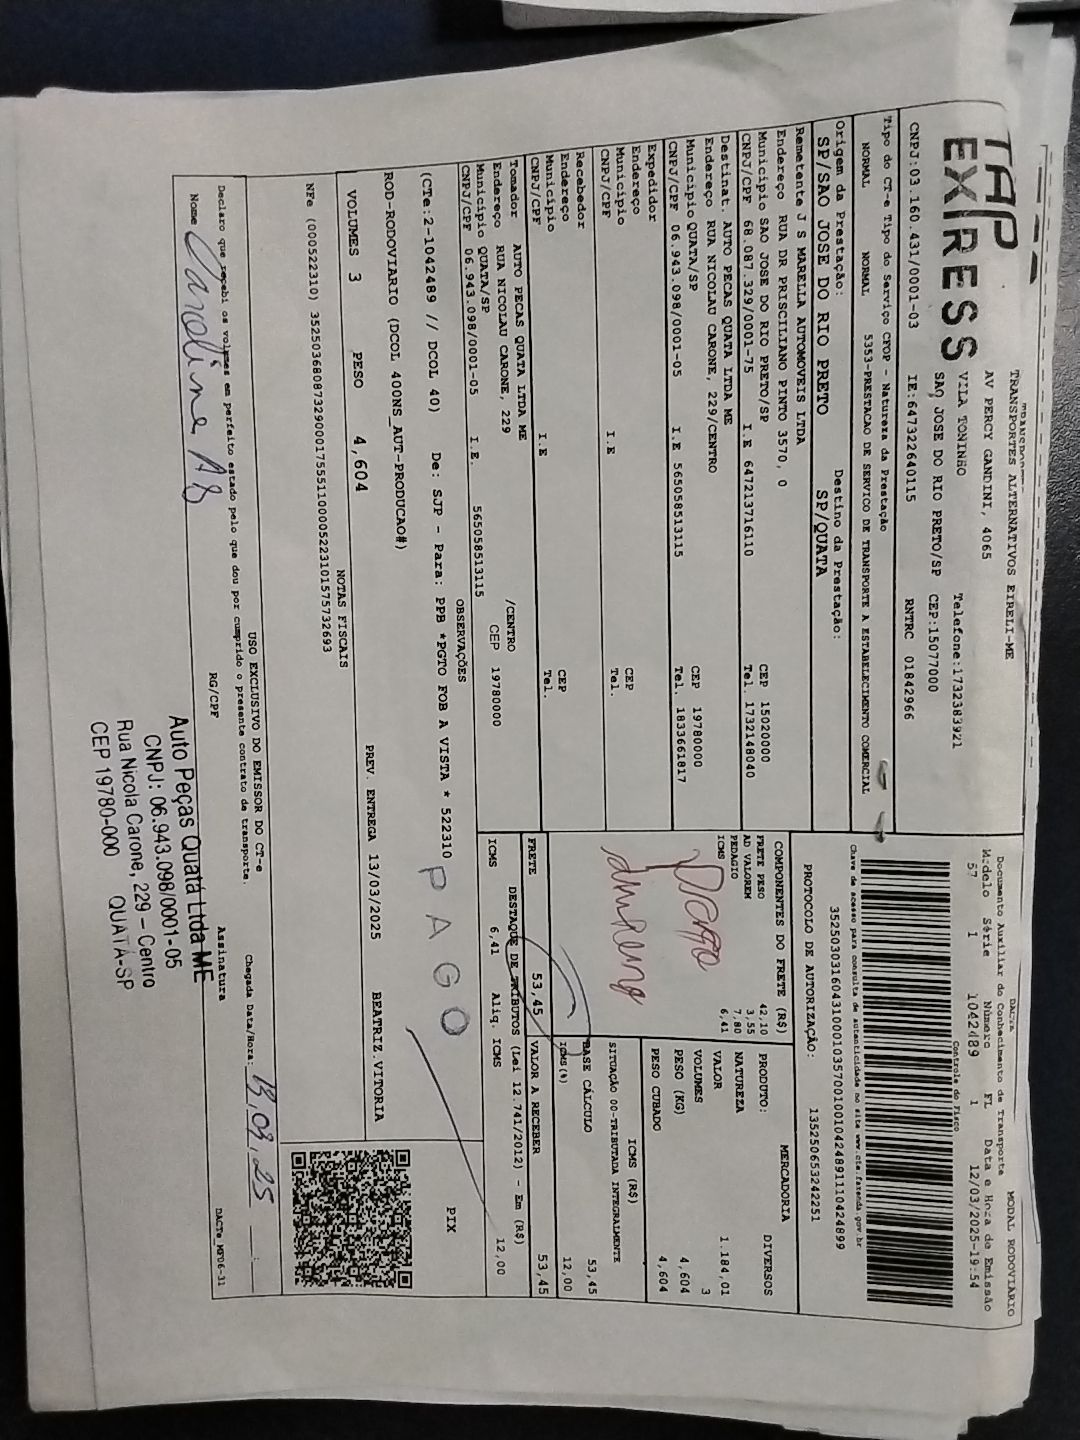 TAP
EXPRESS
TRANSPORTES ALTERNATIVOS EIRELI-ME
AV PERCY GANDINI, 4065
VILA TONINHO Telefone:1732383921
SAO JOSE DO RIO PRETO/SP CEP:15077000
CNPJ:03.160.431/0001-03 IE:647322640115 RNTRC 01842966
Tipo do CT-e Tipo do Serviço CFOP - Natureza da Prestação
NORMAL NORMAL 5353-PRESTACAO DE SERVICO DE TRANSPORTE A ESTABELECIMENTO COMERCIAL
Origem da Prestação: Destino da Prestação:
SP/SAO JOSE DO RIO PRETO SP/QUATA
Remetente J S MARELLA AUTOMOVEIS LTDA
Endereço RUA DR PRISCILIANO PINTO 3570, 0
Municipio SAO JOSE DO RIO PRETO/SP CEP 15020000
CNPJ/CPF 68.087.329/0001-75 I.E 647213716110 Tel. 1732148040
Destinat. AUTO PECAS QUATA LTDA ME
Endereço RUA NICOLAU CARONE, 229/CENTRO
Municipio QUATA/SP CEP 19780000
CNPJ/CPF 06.943.098/0001-05 I.E 565058513115 Tel. 1833661817
Expedidor
Endereço
Municipio CEP
CNPJ/CPF I.E Tel.
Recebedor
Endereço
Municipio CEP
CNPJ/CPF I.E Tel.
Tomador AUTO PECAS QUATA LTDA ME
Endereço RUA NICOLAU CARONE, 229 /CENTRO
Municipio QUATA/SP CEP 19780000
CNPJ/CPF 06.943.098/0001-05 I.E. 565058513115
DACTe MODAL RODOVIARIO
Documento Auxiliar do Conhecimento de Transporte
Modelo Série Número FL Data e Hora de Emissão
57 1 1042489 1 12/03/2025-19:54
Controle do Fisco
Chave de acesso para consulta de autenticidade no site www.cte.fazenda.gov.br
35250303160431000103570010010424891110424899
PROTOCOLO DE AUTORIZAÇÃO: 135250653242251
COMPONENTES DO FRETE (R$)
FRETE PESO 42,10
AD VALOREM 3,55
PEDAGIO 7,80
ICMS 6,41
MERCADORIA
PRODUTO: DIVERSOS
NATUREZA
VALOR 1.184,01
VOLUMES 3
PESO (KG) 4,604
PESO CUBADO 4,604
ICMS (R$)
SITUAÇÃO 00-TRIBUTADA INTEGRALMENTE
BASE CÁLCULO 53,45
ICMS(%) 12,00
FRETE 53,45 VALOR A RECEBER 53,45
DESTAQUE DE TRIBUTOS (Lei 12.741/2012) - Em (R$)
ICMS 6,41 Aliq. ICMS 12,00
OBSERVAÇÕES
(CTe:2-1042489 // DCOL 40) De: SJP - Para: PPB *PGTO FOB A VISTA * 522310
PAGO
PIX
ROD-RODOVIARIO (DCOL 400NS_AUT-PRODUCAO#)
VOLUMES 3 PESO 4,604 PREV. ENTREGA 13/03/2025 BEATRIZ.VITORIA
NOTAS FISCAIS
NFe (000522310) 35250368087329000175551100005223101575732693
USO EXCLUSIVO DO EMISSOR DO CT-e
Declaro que recebi os volumes em perfeito estado pelo que dou por cumprido o presente contrato de transporte.
Chegada Data/Hora: 13,03,25 :
Nome Caroline RG/CPF Assinatura
DACTe_MF06-31
Auto Peças Quatá Ltda ME
CNPJ: 06.943.098/0001-05
Rua Nicola Carone, 229 – Centro
CEP 19780-000 QUATÁ-SP